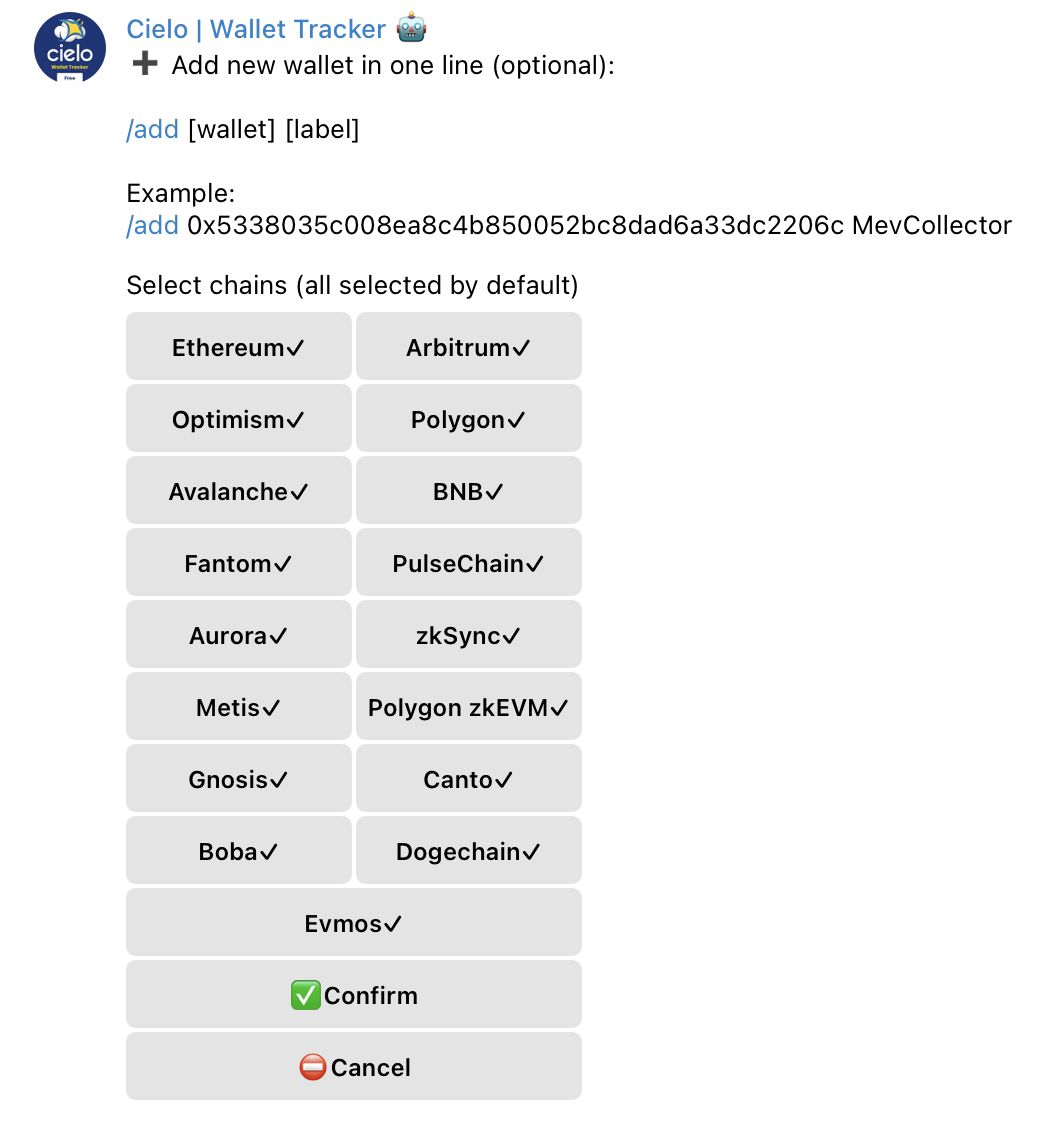 cielo
Wallet Tracker
Free
Cielo | Wallet Tracker 🤖
➕ Add new wallet in one line (optional):
/add [wallet] [label]
Example:
/add 0x5338035c008ea8c4b850052bc8dad6a33dc2206c MevCollector
Select chains (all selected by default)
Ethereum✓ Arbitrum✓
Optimism✓ Polygon✓
Avalanche✓ BNB✓
Fantom✓ PulseChain✓
Aurora✓ zkSync✓
Metis✓ Polygon zkEVM✓
Gnosis✓ Canto✓
Boba✓ Dogechain✓
Evmos✓
✅Confirm
⛔Cancel